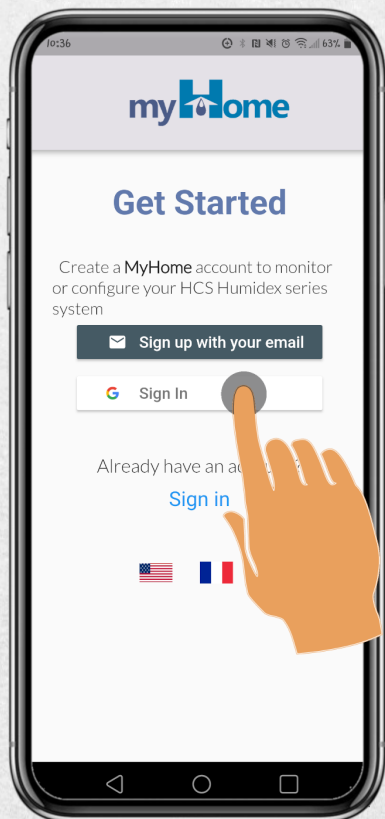 10:36 63%
myHome
Get Started
Create a MyHome account to monitor
or configure your HCS Humidex series
system
Sign up with your email
G Sign In
Already have an
Sign in